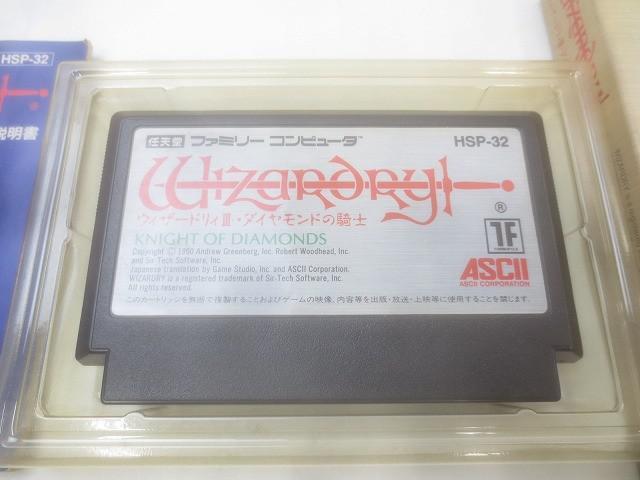 HSP-32
説明書
任天堂 ファミリーコンピュータ™
HSP-32
Wizardry®
ウィザードリィⅢ・ダイヤモンドの騎士
KNIGHT OF DIAMONDS
Copyright © 1990 Andrew Greenberg, Inc. Robert Woodhead, Inc.
and Sir-Tech Software, Inc.
Japanese translation by Game Studio, Inc. and ASCII Corporation.
WIZARDRY is a registered trademark of Sir-Tech Software, Inc.
All rights reserved.
ASCII
ASCII CORPORATION
このカートリッジを無断で複製することおよびゲームの映像、内容等を出版・放送・上映等に使用することを禁じます。